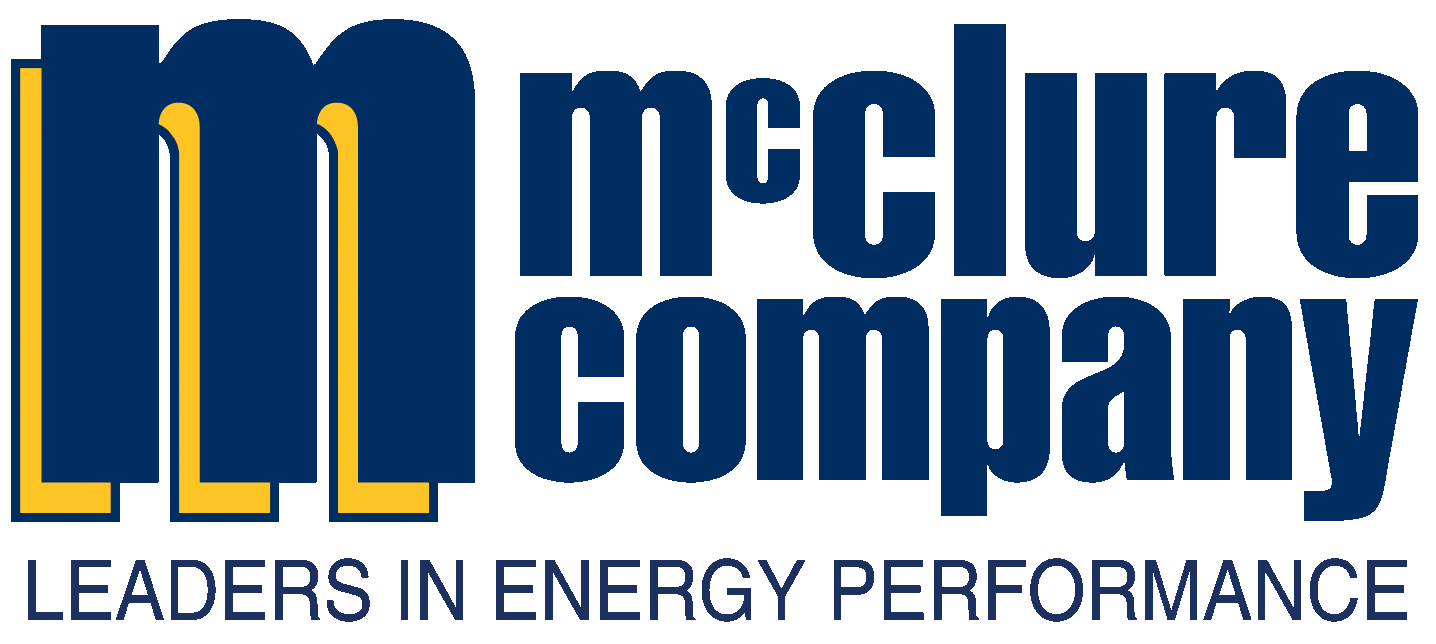 m
mcclure
company
LEADERS IN ENERGY PERFORMANCE